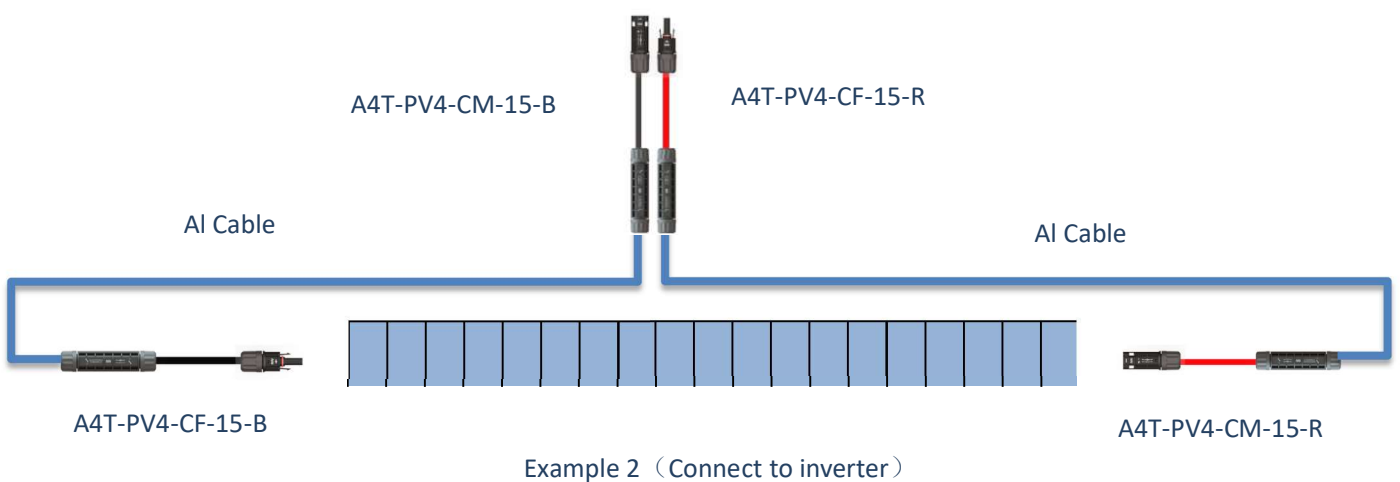 A4T-PV4-CM-15-B
A4T-PV4-CF-15-R
Al Cable
Al Cable
A4T-PV4-CF-15-B
A4T-PV4-CM-15-R
Example 2（Connect to inverter）